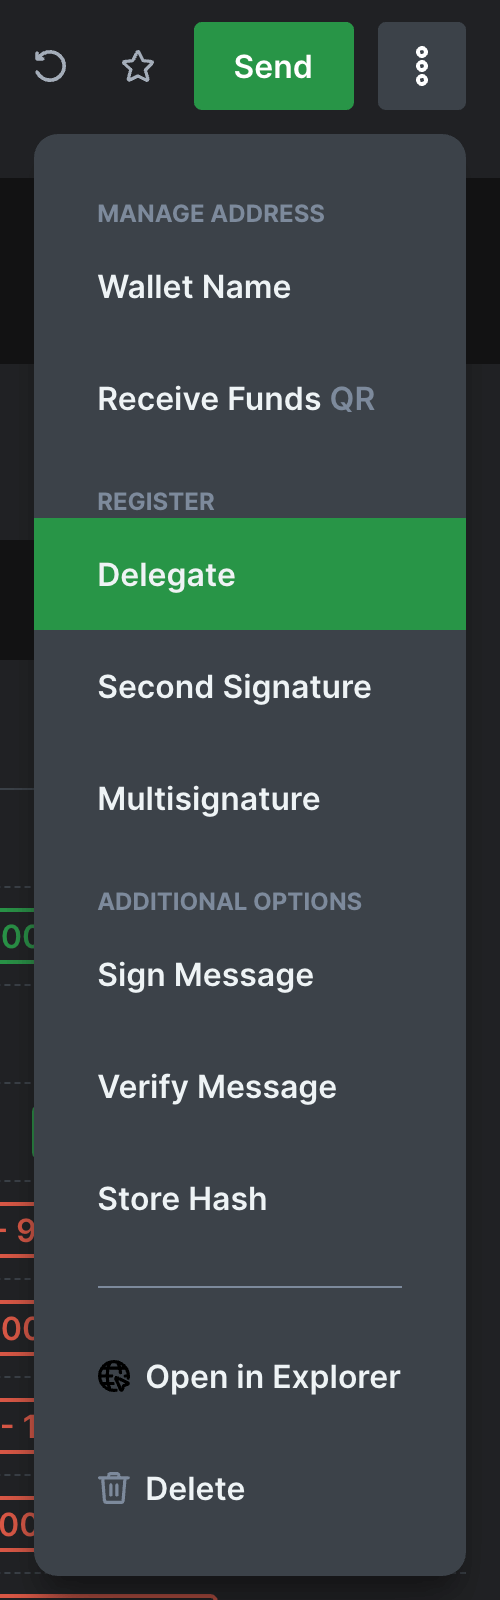 Send
MANAGE ADDRESS
Wallet Name
Receive Funds QR
REGISTER
Delegate
Second Signature
Multisignature
ADDITIONAL OPTIONS
Sign Message
Verify Message
Store Hash
Open in Explorer
Delete